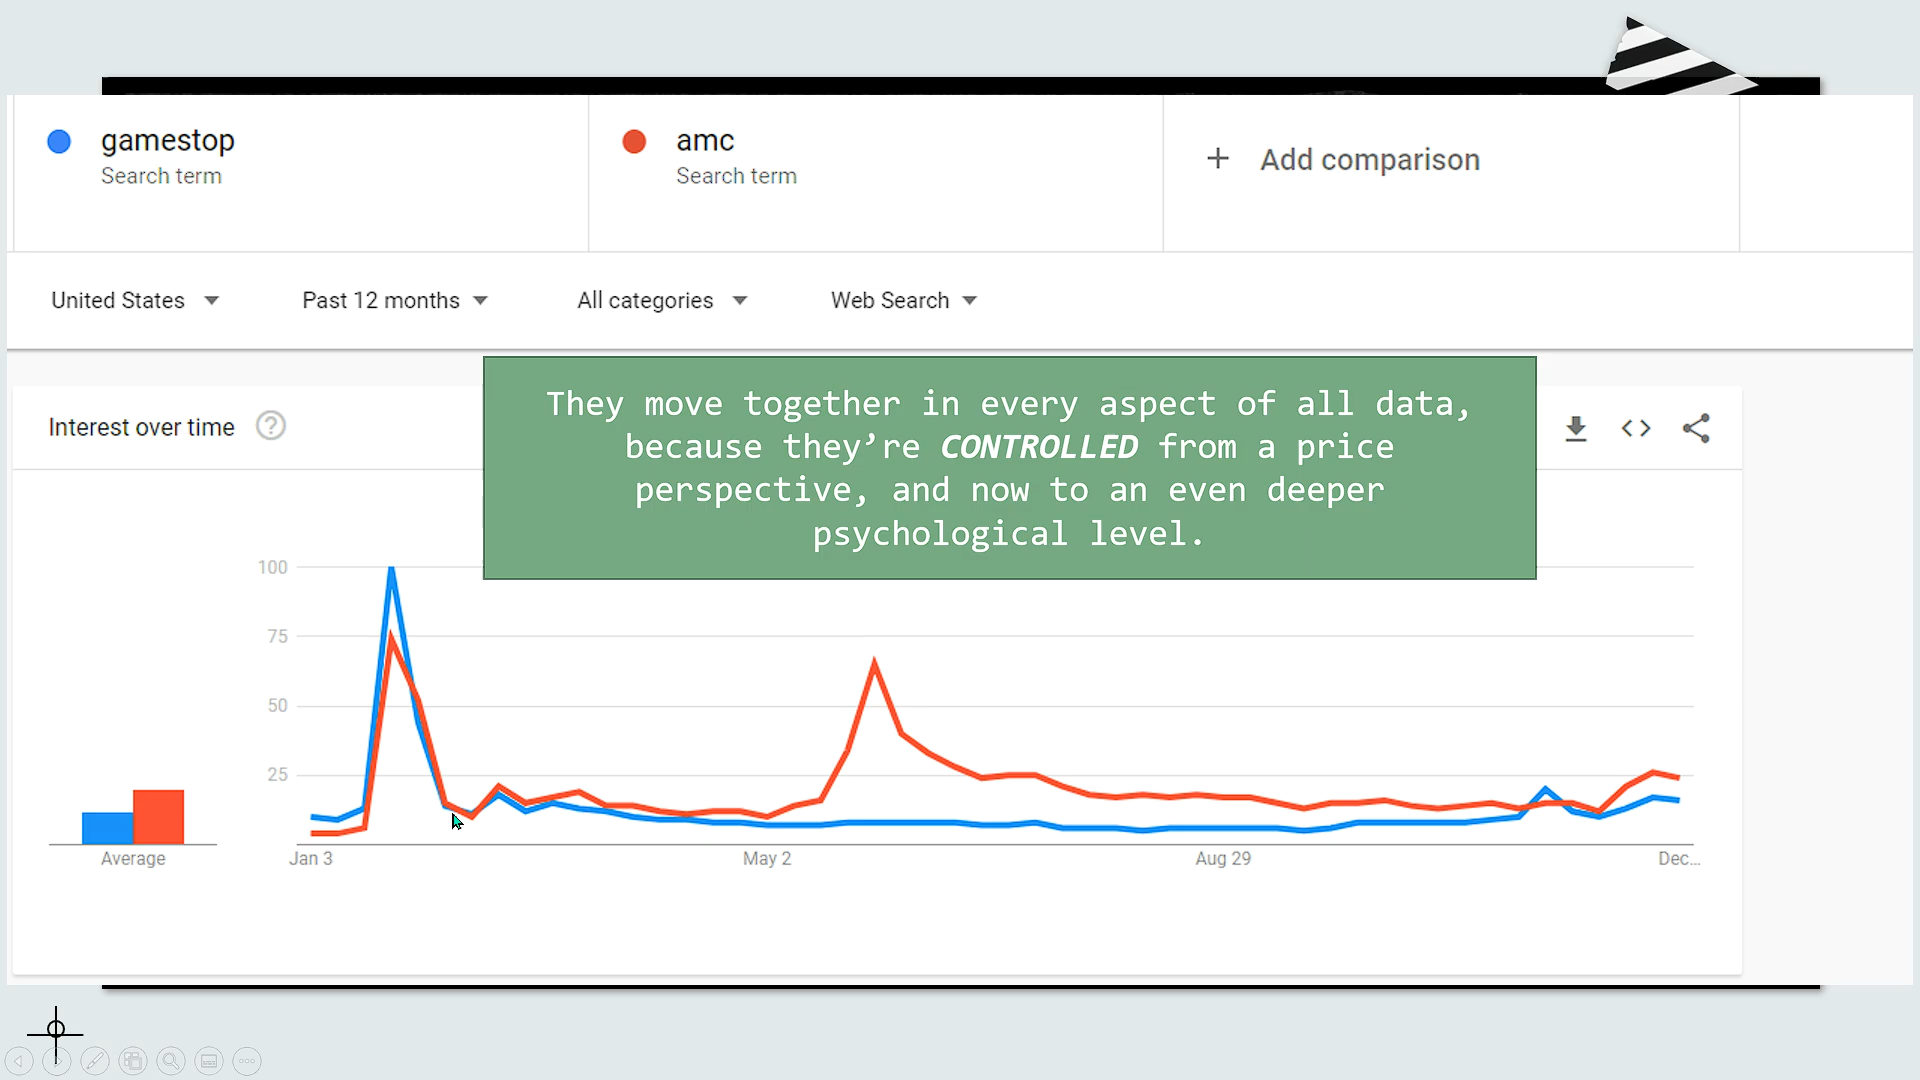 gamestop
Search term
amc
Search term
+ Add comparison
United States
Past 12 months
All categories
Web Search
Interest over time
They move together in every aspect of all data,
because they’re CONTROLLED from a price
perspective, and now to an even deeper
psychological level.
100
75
50
25
Average
Jan 3
May 2
Aug 29
Dec...